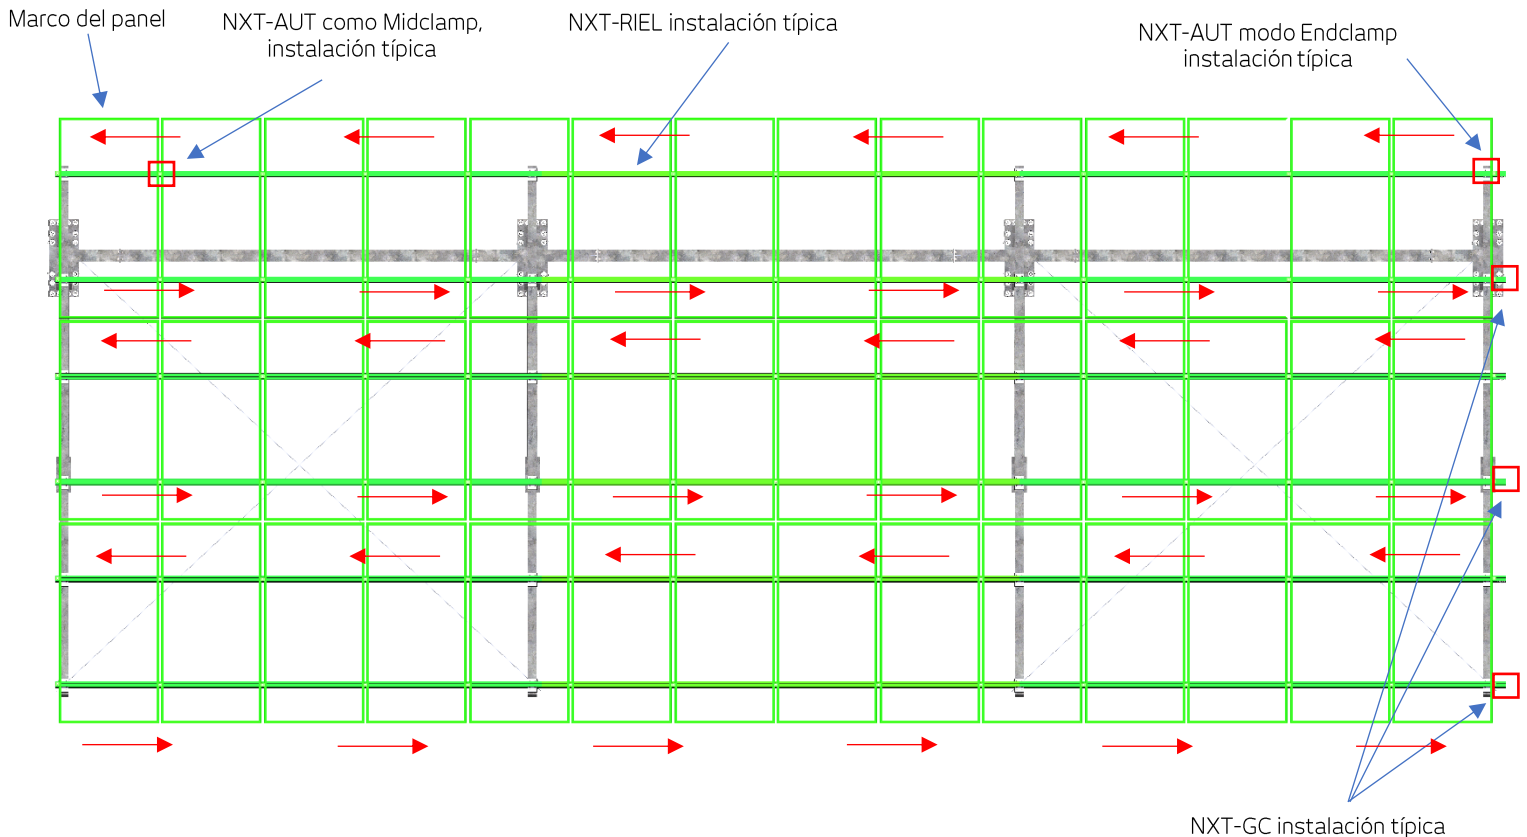 Marco del panel
NXT-AUT como Midclamp,
instalación típica
NXT-RIEL instalación típica
NXT-AUT modo Endclamp
instalación típica
NXT-GC instalación típica